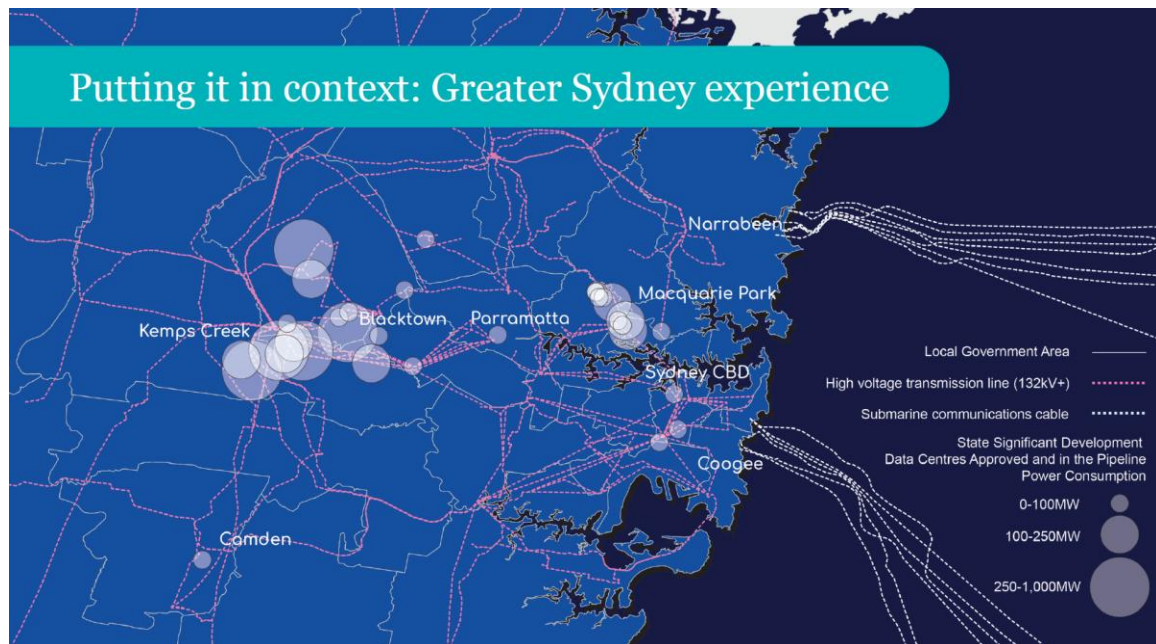 Putting it in context: Greater Sydney experience
Narrabeen
Macquarie Park
Kemps Creek
Blacktown
Parramatta
Sydney CBD
Coogee
Camden
Local Government Area
High voltage transmission line (132kV+)
Submarine communications cable
State Significant Development
Data Centres Approved and in the Pipeline
Power Consumption
0-100MW
100-250MW
250-1,000MW